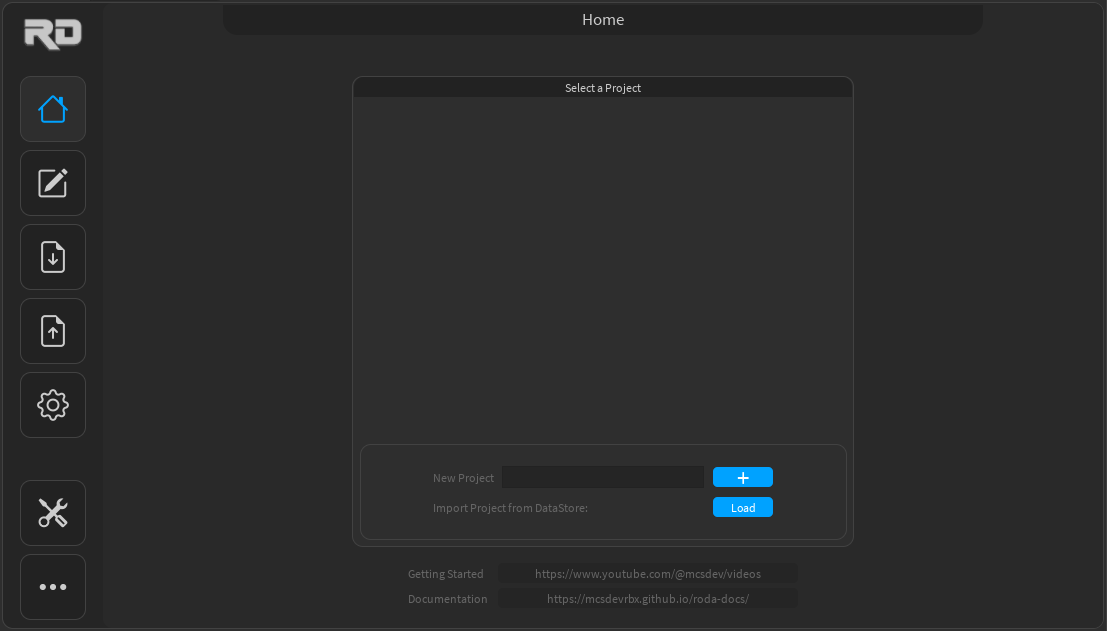 RD
Home
Select a Project
New Project
+
Import Project from DataStore:
Load
Getting Started
https://www.youtube.com/@mcsdev/videos
Documentation
https://mcsdevrbx.github.io/roda-docs/